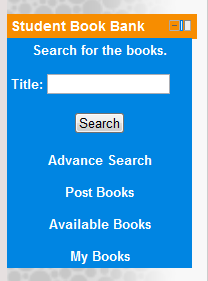 Student Book Bank
Search for the books.
Title:
Search
Advance Search
Post Books
Available Books
My Books